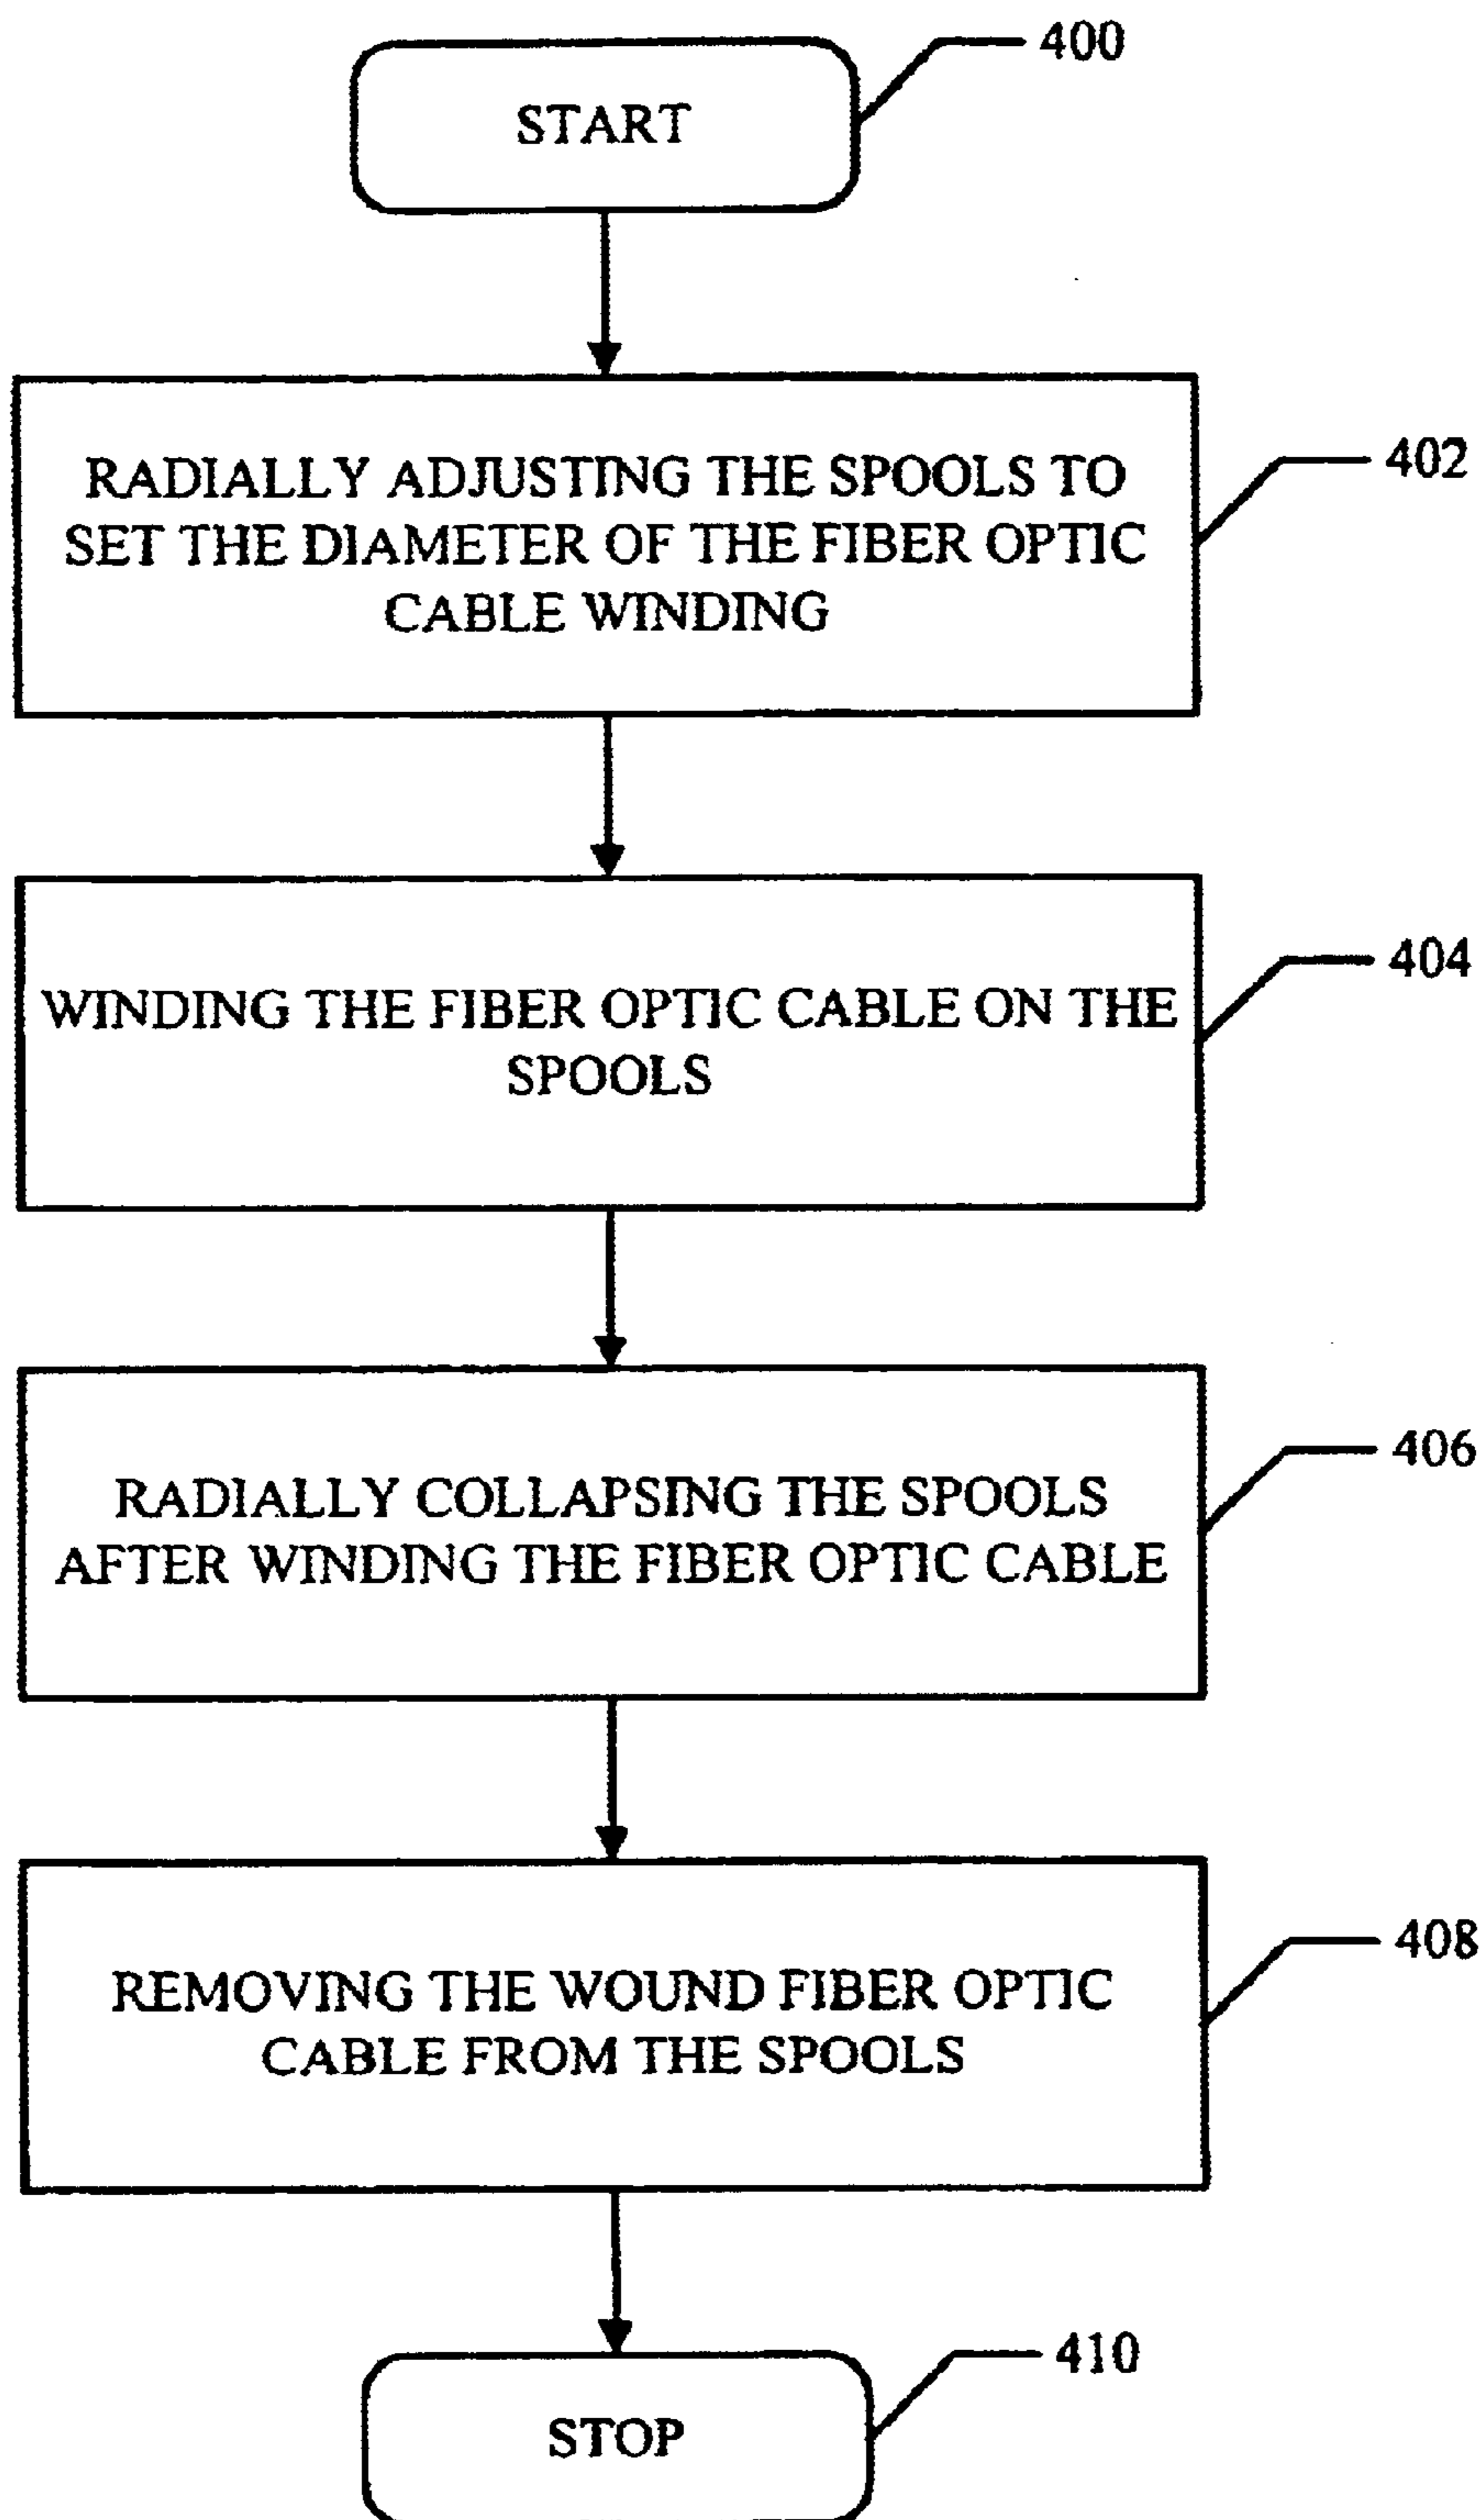 START
400
RADIALLY ADJUSTING THE SPOOLS TO
SET THE DIAMETER OF THE FIBER OPTIC
CABLE WINDING
402
WINDING THE FIBER OPTIC CABLE ON THE
SPOOLS
404
RADIALLY COLLAPSING THE SPOOLS
AFTER WINDING THE FIBER OPTIC CABLE
406
REMOVING THE WOUND FIBER OPTIC
CABLE FROM THE SPOOLS
408
STOP
410